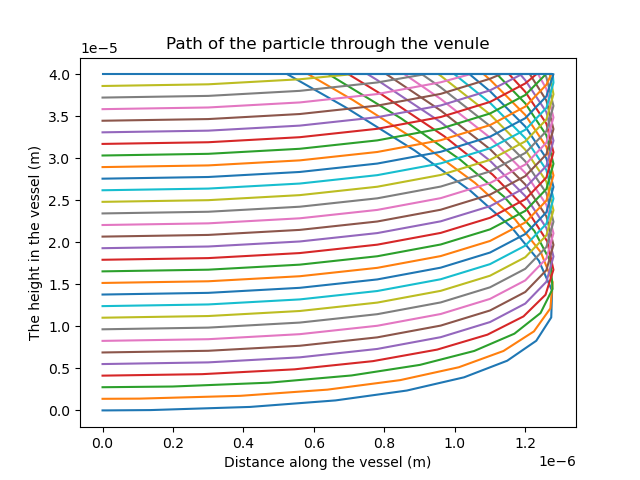 Path of the particle through the venule
1e−5
4.0
3.5
3.0
2.5
2.0
1.5
1.0
0.5
0.0
The height in the vessel (m)
0.0 0.2 0.4 0.6 0.8 1.0 1.2
1e−6
Distance along the vessel (m)